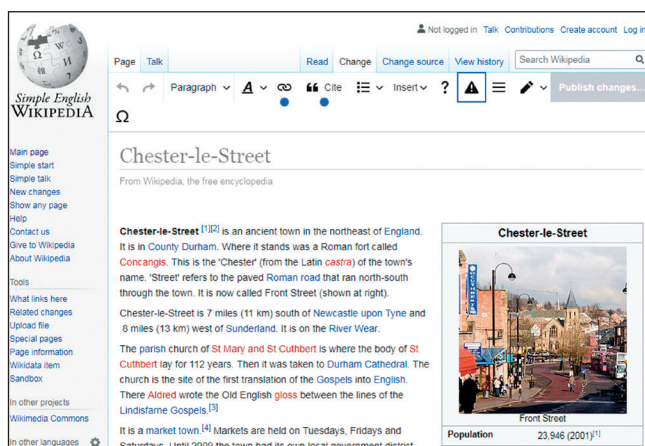 Not logged in Talk Contributions Create account Log in
Page Talk Read Change Change source View history Search Wikipedia
Paragraph A Cite Insert ? Publish changes...
Ω
Simple English
WIKIPEDIA
Main page
Simple start
Simple talk
New changes
Show any page
Help
Contact us
Give to Wikipedia
About Wikipedia
Tools
What links here
Related changes
Upload file
Special pages
Page information
Wikidata item
Sandbox
In other projects
Wikimedia Commons
In other languages
Chester-le-Street
From Wikipedia, the free encyclopedia
Chester-le-Street [1][2] is an ancient town in the northeast of England.
It is in County Durham. Where it stands was a Roman fort called
Concangis. This is the 'Chester' (from the Latin castra) of the town's
name. 'Street' refers to the paved Roman road that ran north-south
through the town. It is now called Front Street (shown at right).
Chester-le-Street is 7 miles (11 km) south of Newcastle upon Tyne and
8 miles (13 km) west of Sunderland. It is on the River Wear.
The parish church of St Mary and St Cuthbert is where the body of St
Cuthbert lay for 112 years. Then it was taken to Durham Cathedral. The
church is the site of the first translation of the Gospels into English.
There Aldred wrote the Old English gloss between the lines of the
Lindisfarne Gospels.[3]
It is a market town.[4] Markets are held on Tuesdays, Fridays and
Saturdays. Until 2009 the town had its own local government district
Chester-le-Street
Front Street
Population 23,946 (2001)[1]